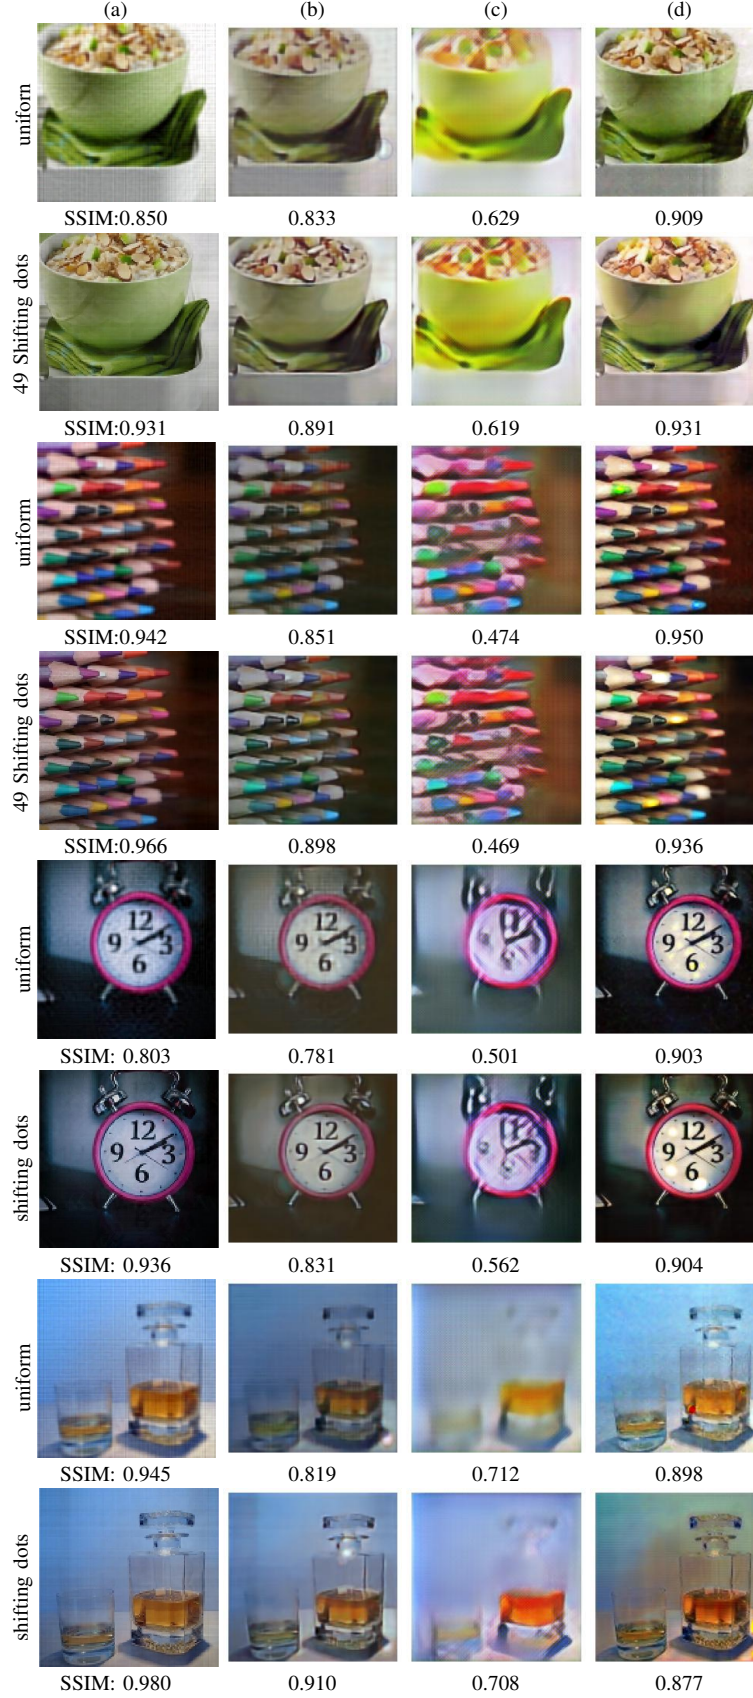 (a) (b) (c) (d)
uniforn
SSIM:0.850 0.833 0.629 0.909
49 Shifting dots
SSIM:0.931 0.891 0.619 0.931
uniform
SSIM:0.942 0.851 0.474 0.950
49 Shifting dots
SSIM:0.966 0.898 0.469 0.936
uniform
12
9 3
6
12
9 3
6
12
9 3
6
SSIM: 0.803 0.781 0.501 0.903
shifting dots
12
9 3
6
12
9 3
6
12
9 3
6
SSIM: 0.936 0.831 0.562 0.904
uniform
SSIM: 0.945 0.819 0.712 0.898
shifting dots
SSIM: 0.980 0.910 0.708 0.877